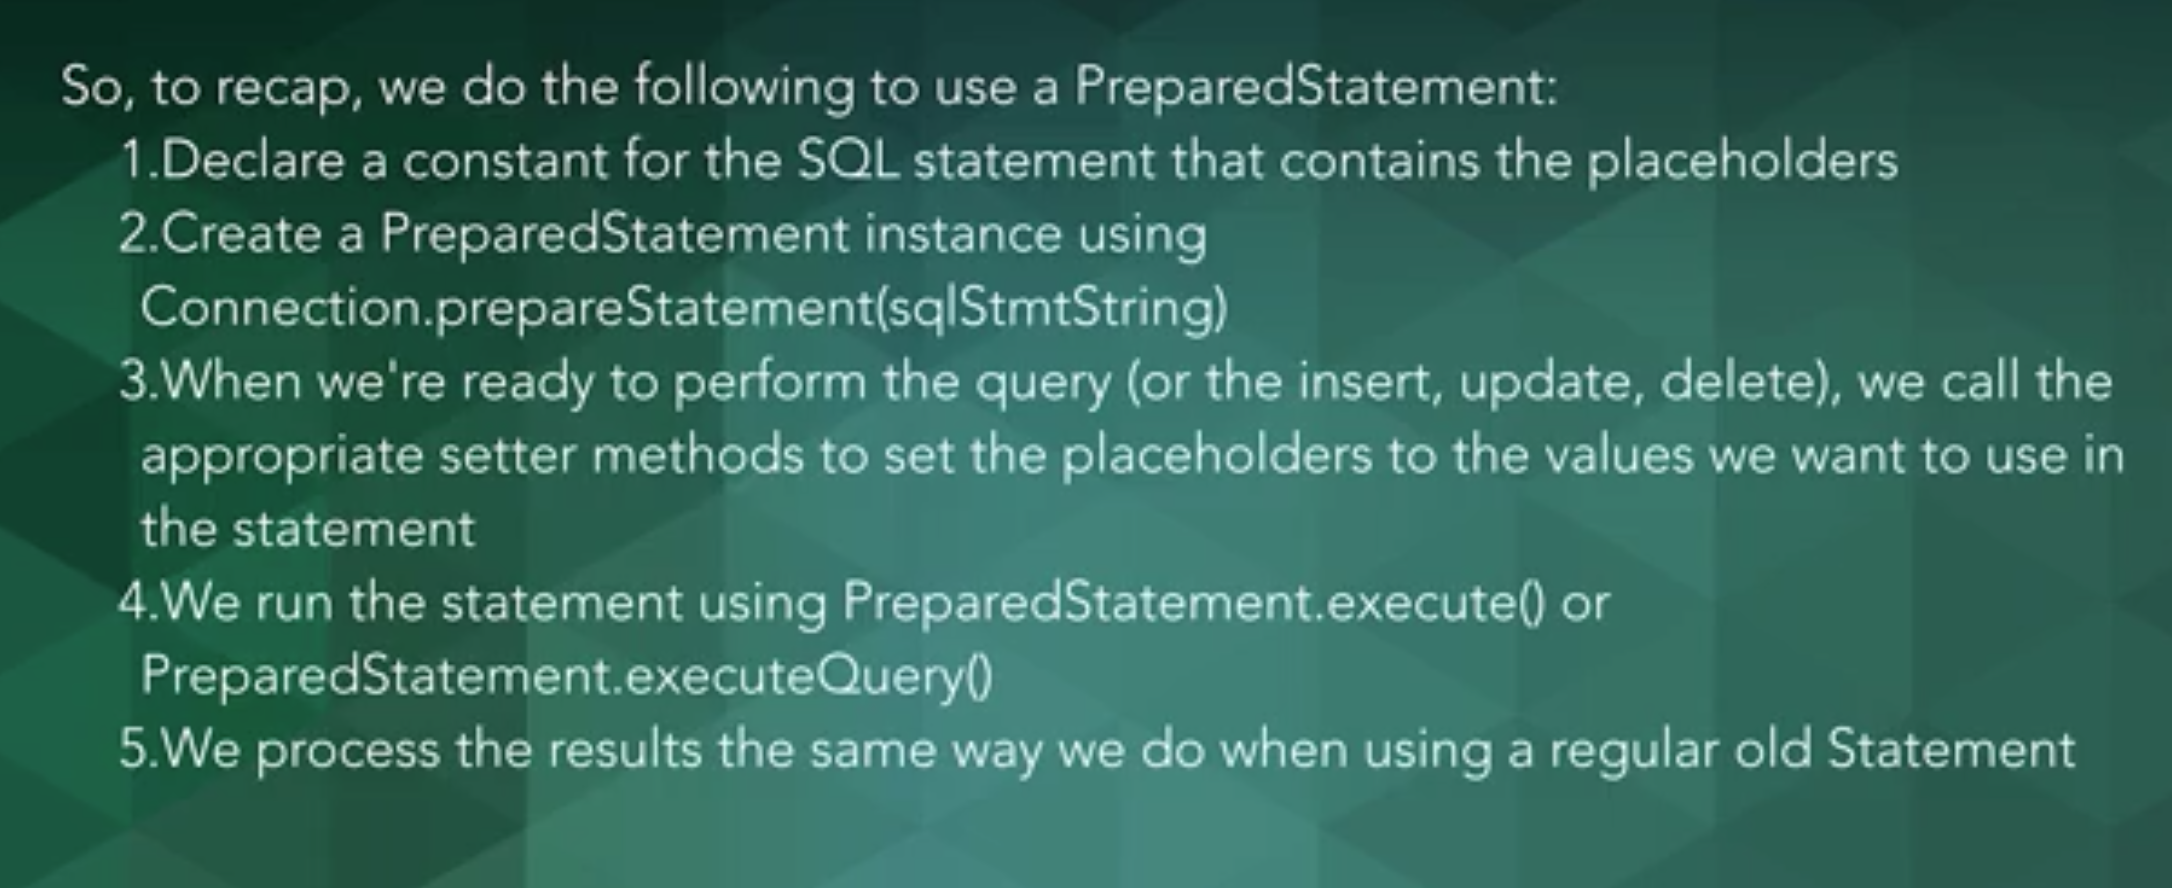 So, to recap, we do the following to use a PreparedStatement:
1.Declare a constant for the SQL statement that contains the placeholders
2.Create a PreparedStatement instance using
Connection.prepareStatement(sqlStmtString)
3.When we're ready to perform the query (or the insert, update, delete), we call the
appropriate setter methods to set the placeholders to the values we want to use in
the statement
4.We run the statement using PreparedStatement.execute() or
PreparedStatement.executeQuery()
5.We process the results the same way we do when using a regular old Statement